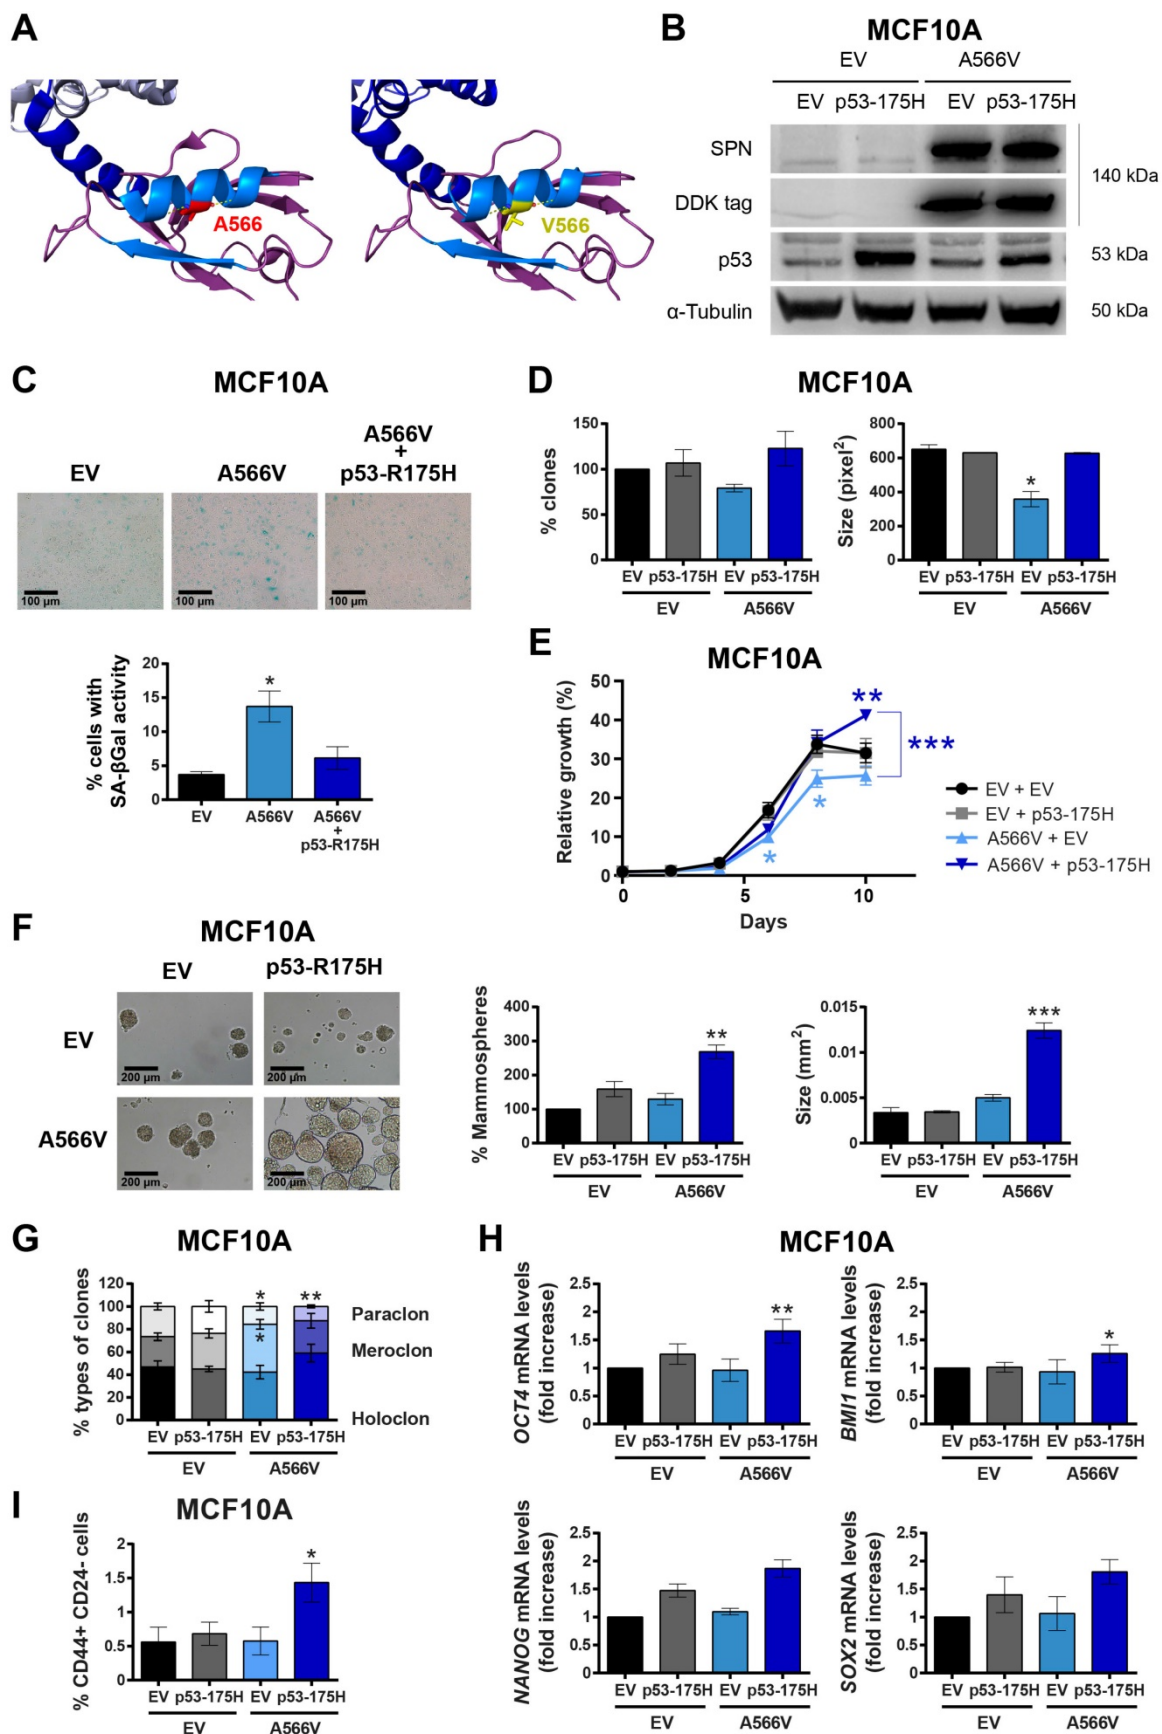 A
A566
V566
B
MCF10A
EV
A566V
EV
p53-175H
EV
p53-175H
SPN
DDK tag
140 kDa
p53
53 kDa
α-Tubulin
50 kDa
C
MCF10A
EV
A566V
A566V
+
p53-R175H
100 µm
100 µm
100 µm
% cells with
SA-βGal activity
20
15
10
5
0
*
EV
A566V
A566V
+
p53-R175H
D
MCF10A
% clones
150
100
50
0
EV
p53-175H
EV
p53-175H
EV
A566V
Size (pixel2)
800
600
400
200
0
*
EV
p53-175H
EV
p53-175H
EV
A566V
E
MCF10A
Relative growth (%)
50
40
30
20
10
0
**
***
*
*
0
5
10
Days
EV + EV
EV + p53-175H
A566V + EV
A566V + p53-175H
F
MCF10A
EV
p53-R175H
EV
A566V
200 µm
200 µm
200 µm
200 µm
% Mammospheres
400
300
200
100
0
**
EV
p53-175H
EV
p53-175H
EV
A566V
Size (mm2)
0.015
0.01
0.005
0
***
EV
p53-175H
EV
p53-175H
EV
A566V
G
MCF10A
% types of clones
120
100
80
60
40
20
0
*
**
*
Paraclon
Meroclon
Holoclon
EV
p53-175H
EV
p53-175H
EV
A566V
H
MCF10A
OCT4 mRNA levels
(fold increase)
2.5
2
1.5
1
0.5
0
**
EV
p53-175H
EV
p53-175H
EV
A566V
BMI1 mRNA levels
(fold increase)
2.5
2
1.5
1
0.5
0
*
EV
p53-175H
EV
p53-175H
EV
A566V
I
MCF10A
% CD44+ CD24- cells
2
1.5
1
0.5
0
*
EV
p53-175H
EV
p53-175H
EV
A566V
NANOG mRNA levels
(fold increase)
2.5
2
1.5
1
0.5
0
EV
p53-175H
EV
p53-175H
EV
A566V
SOX2 mRNA levels
(fold increase)
2.5
2
1.5
1
0.5
0
EV
p53-175H
EV
p53-175H
EV
A566V